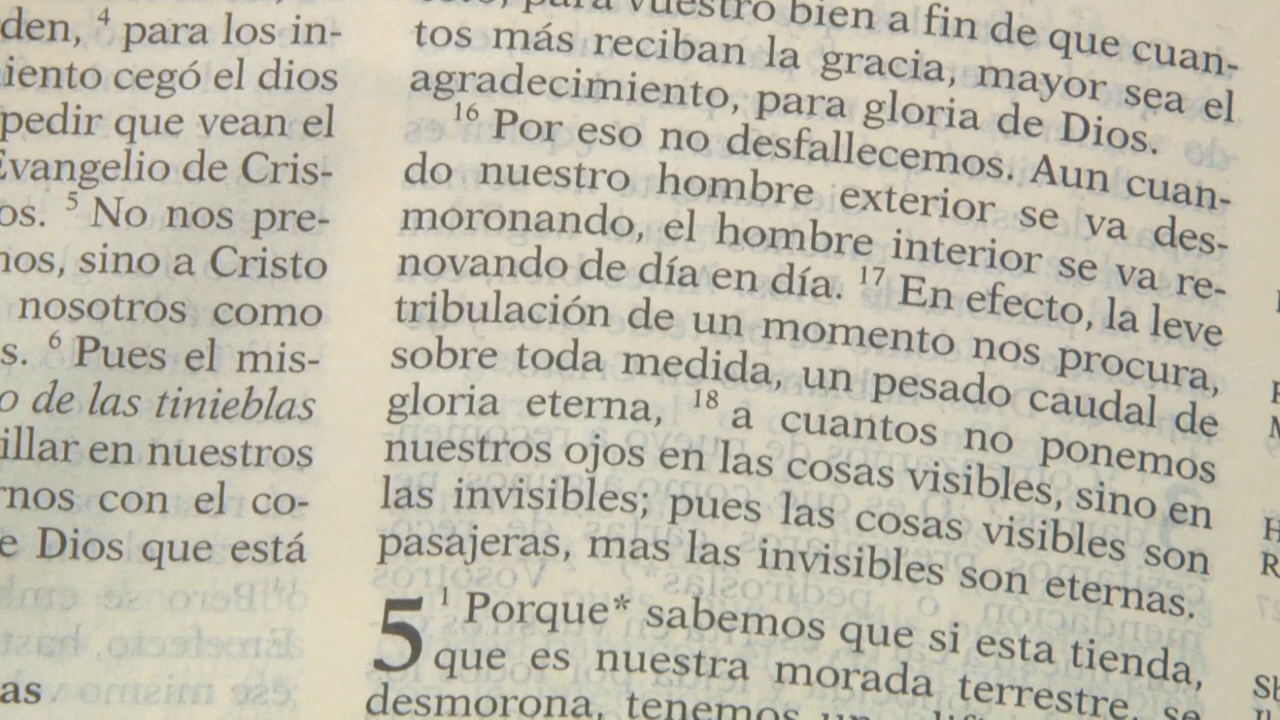 den, 4 para los in-
iento cegó el dios
pedir que vean el
Evangelio de Cris-
os. 5 No nos pre-
nos, sino a Cristo
nosotros como
s. 6 Pues el mis-
o de las tinieblas
illar en nuestros
rnos con el co-
e Dios que está
as
para vuestro bien a fin de que cuan-
tos más reciban la gracia, mayor sea el
agradecimiento, para gloria de Dios.
16 Por eso no desfallecemos. Aun cuan-
do nuestro hombre exterior se va des-
moronando, el hombre interior se va re-
novando de día en día. 17 En efecto, la leve
tribulación de un momento nos procura,
sobre toda medida, un pesado caudal de
gloria eterna, 18 a cuantos no ponemos
nuestros ojos en las cosas visibles, sino en
las invisibles; pues las cosas visibles son
pasajeras, mas las invisibles son eternas.
5 1 Porque* sabemos que si esta tienda,
que es nuestra morada terrestre, se
desmorona, tenemos un